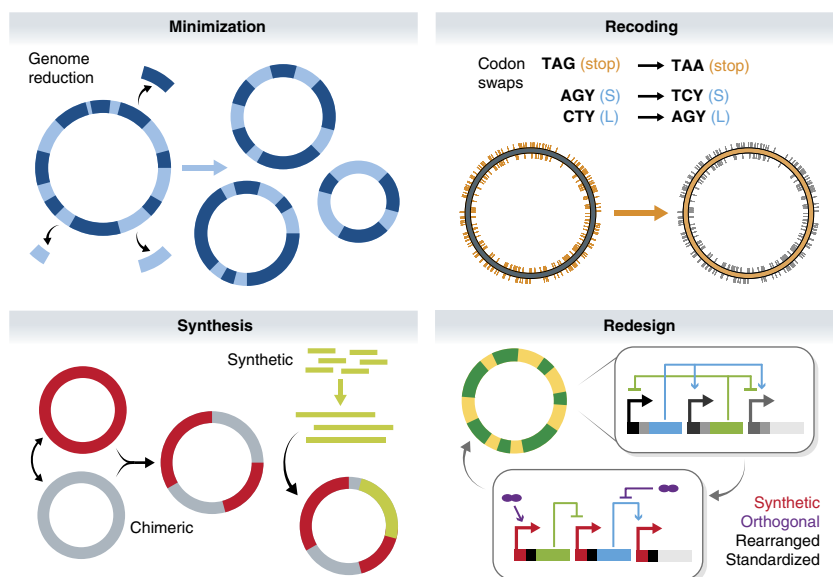 Minimization
Genome
reduction
Recoding
Codon
swaps
TAG (stop) TAA (stop)
AGY (S) TCY (S)
CTY (L) AGY (L)
Synthesis
Synthetic
Chimeric
Redesign
Synthetic
Orthogonal
Rearranged
Standardized